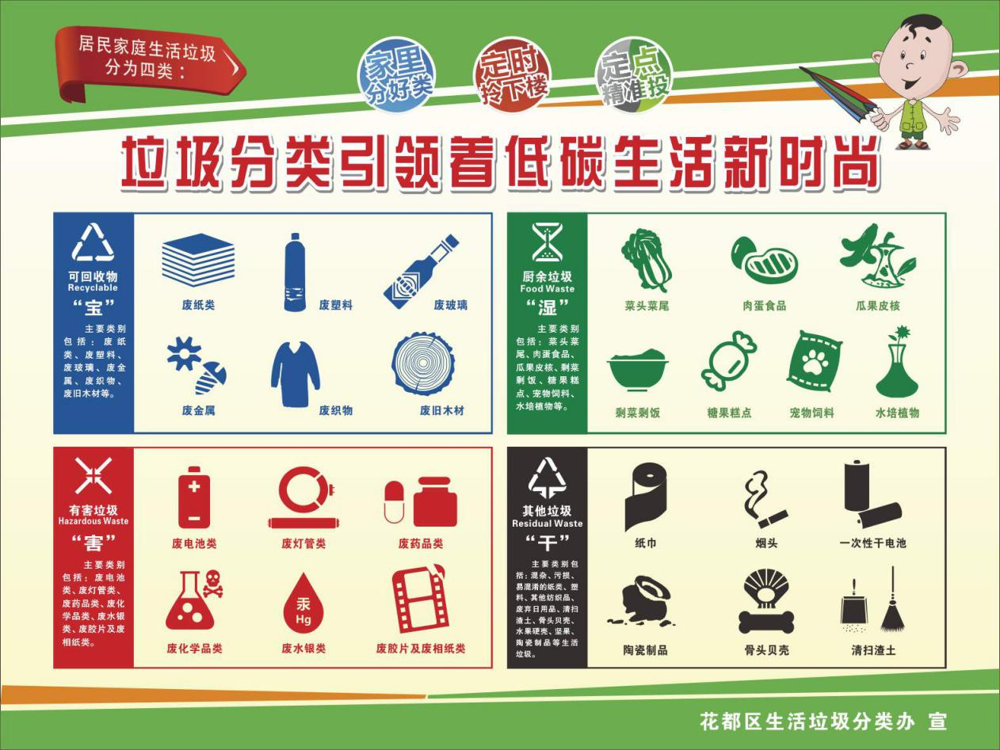 居民家庭生活垃圾
分为四类：
家里
分好类
定时
拎下楼
定点
精准投
垃圾分类引领着低碳生活新时尚
可回收物
Recyclable
“宝”
主要类别
包括：废纸
类、废塑料、
废玻璃、废金
属、废织物、
废旧木材等。
废纸类
废塑料
废玻璃
废金属
废织物
废旧木材
厨余垃圾
Food Waste
“湿”
主要类别
包括：菜头菜
尾、肉蛋食品、
瓜果皮核、剩菜
剩饭、糖果糕
点、宠物饲料、
水培植物等。
菜头菜尾
肉蛋食品
瓜果皮核
剩菜剩饭
糖果糕点
宠物饲料
水培植物
有害垃圾
Hazardous Waste
“害”
主要类别
包括：废电池
类、废灯管类、
废药品类、废化
学品类、废水银
类、废胶片及废
相纸类。
废电池类
废灯管类
废药品类
汞
Hg
废化学品类
废水银类
废胶片及废相纸类
其他垃圾
Residual Waste
“干”
主要类别包
括：混杂、污损、
易混淆的纸类、塑
料、其他纺织品、
废弃日用品、清扫
渣土、骨头贝壳、
水果硬壳、坚果、
陶瓷制品等生活
垃圾。
纸巾
烟头
一次性干电池
陶瓷制品
骨头贝壳
清扫渣土
花都区生活垃圾分类办 宣